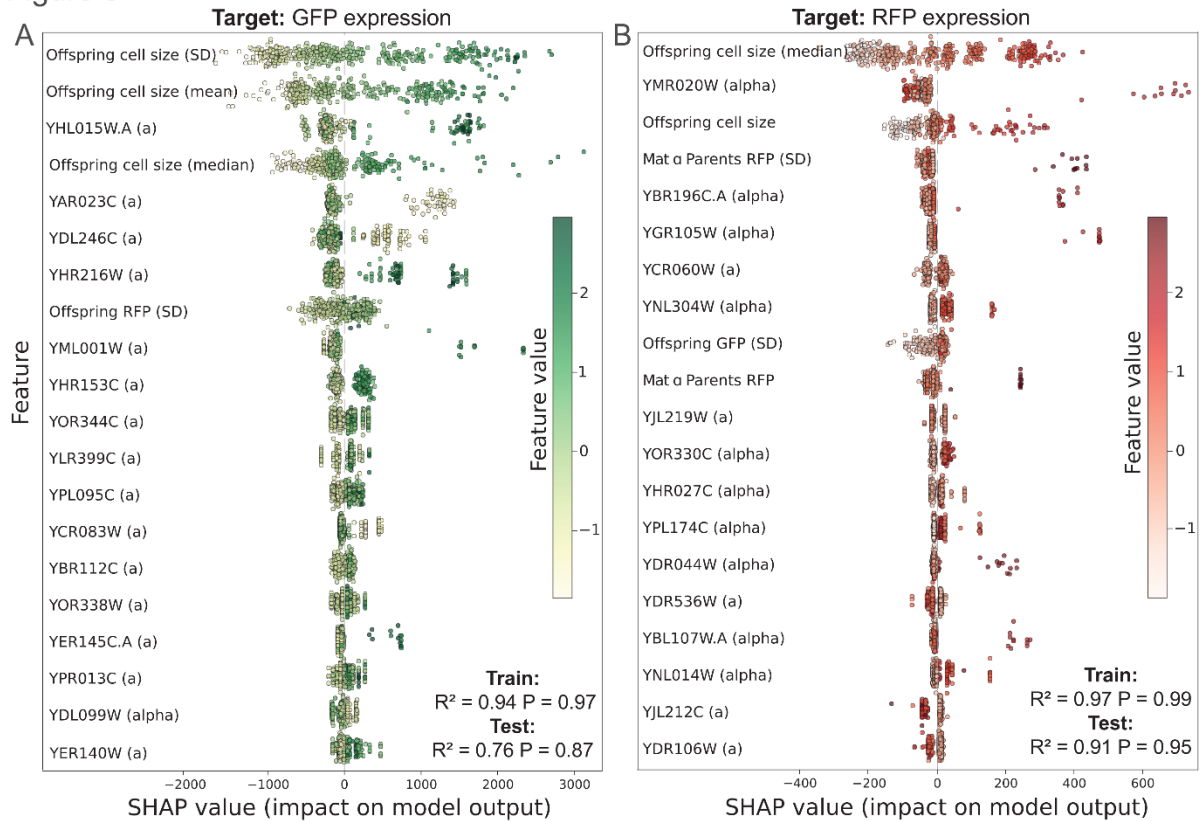 Target: GFP expression
Target: RFP expression
A
Offspring cell size (SD)
Offspring cell size (mean)
YHL015W.A (a)
Offspring cell size (median)
YAR023C (a)
YDL246C (a)
YHR216W (a)
Offspring RFP (SD)
YML001W (a)
YHR153C (a)
YOR344C (a)
YLR399C (a)
YPL095C (a)
YCR083W (a)
YBR112C (a)
YOR338W (a)
YER145C.A (a)
YPR013C (a)
YDL099W (alpha)
YER140W (a)
Feature
Feature value
2
1
0
−1
Train:
R² = 0.94 P = 0.97
Test:
R² = 0.76 P = 0.87
−2000
−1000
0
1000
2000
3000
SHAP value (impact on model output)
B
Offspring cell size (median)
YMR020W (alpha)
Offspring cell size
Mat α Parents RFP (SD)
YBR196C.A (alpha)
YGR105W (alpha)
YCR060W (a)
YNL304W (alpha)
Offspring GFP (SD)
Mat α Parents RFP
YJL219W (a)
YOR330C (alpha)
YHR027C (alpha)
YPL174C (alpha)
YDR044W (alpha)
YDR536W (a)
YBL107W.A (alpha)
YNL014W (alpha)
YJL212C (a)
YDR106W (a)
Feature value
2
1
0
−1
Train:
R² = 0.97 P = 0.99
Test:
R² = 0.91 P = 0.95
−400
−200
0
200
400
600
SHAP value (impact on model output)